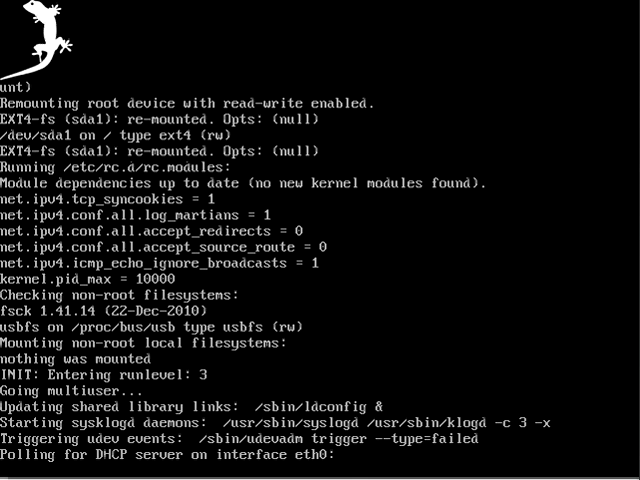 unt)
Remounting root device with read-write enabled.
EXT4-fs (sda1): re-mounted. Opts: (null)
/dev/sda1 on / type ext4 (rw)
EXT4-fs (sda1): re-mounted. Opts: (null)
Running /etc/rc.d/rc.modules:
Module dependencies up to date (no new kernel modules found).
net.ipv4.tcp_syncookies = 1
net.ipv4.conf.all.log_martians = 1
net.ipv4.conf.all.accept_redirects = 0
net.ipv4.conf.all.accept_source_route = 0
net.ipv4.icmp_echo_ignore_broadcasts = 1
kernel.pid_max = 10000
Checking non-root filesystems:
fsck 1.41.14 (22-Dec-2010)
usbfs on /proc/bus/usb type usbfs (rw)
Mounting non-root local filesystems:
nothing was mounted
INIT: Entering runlevel: 3
Going multiuser...
Updating shared library links:  /sbin/ldconfig &
Starting sysklogd daemons:  /usr/sbin/syslogd /usr/sbin/klogd -c 3 -x
Triggering udev events:  /sbin/udevadm trigger --type=failed
Polling for DHCP server on interface eth0: